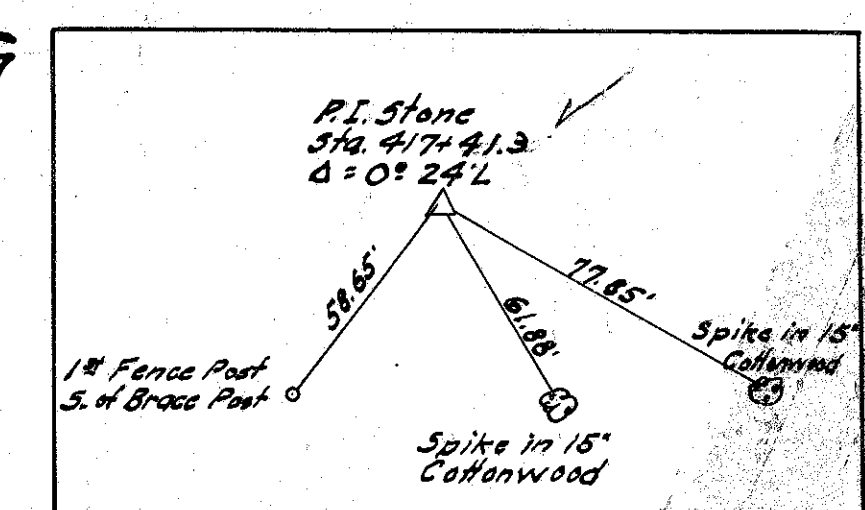 P.I. Stone
Sta. 417+41.3
Δ = 0° 24' L
58.65'
61.88'
77.85'
1st Fence Post
S. of Brace Post
Spike in 15"
Cottonwood
Spike in 15"
Cottonwood